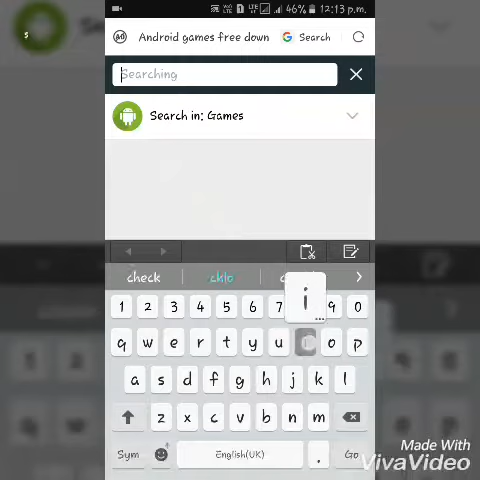 46% 12:13 p.m.
Android games free down Search
Searching
Search in: Games
check chlo
i
1 2 3 4 5 6 7 9 0
q w e r t y u o p
a s d f g h j k l
z x c v b n m
Sym English(UK) . Go
Made With
VivaVideo